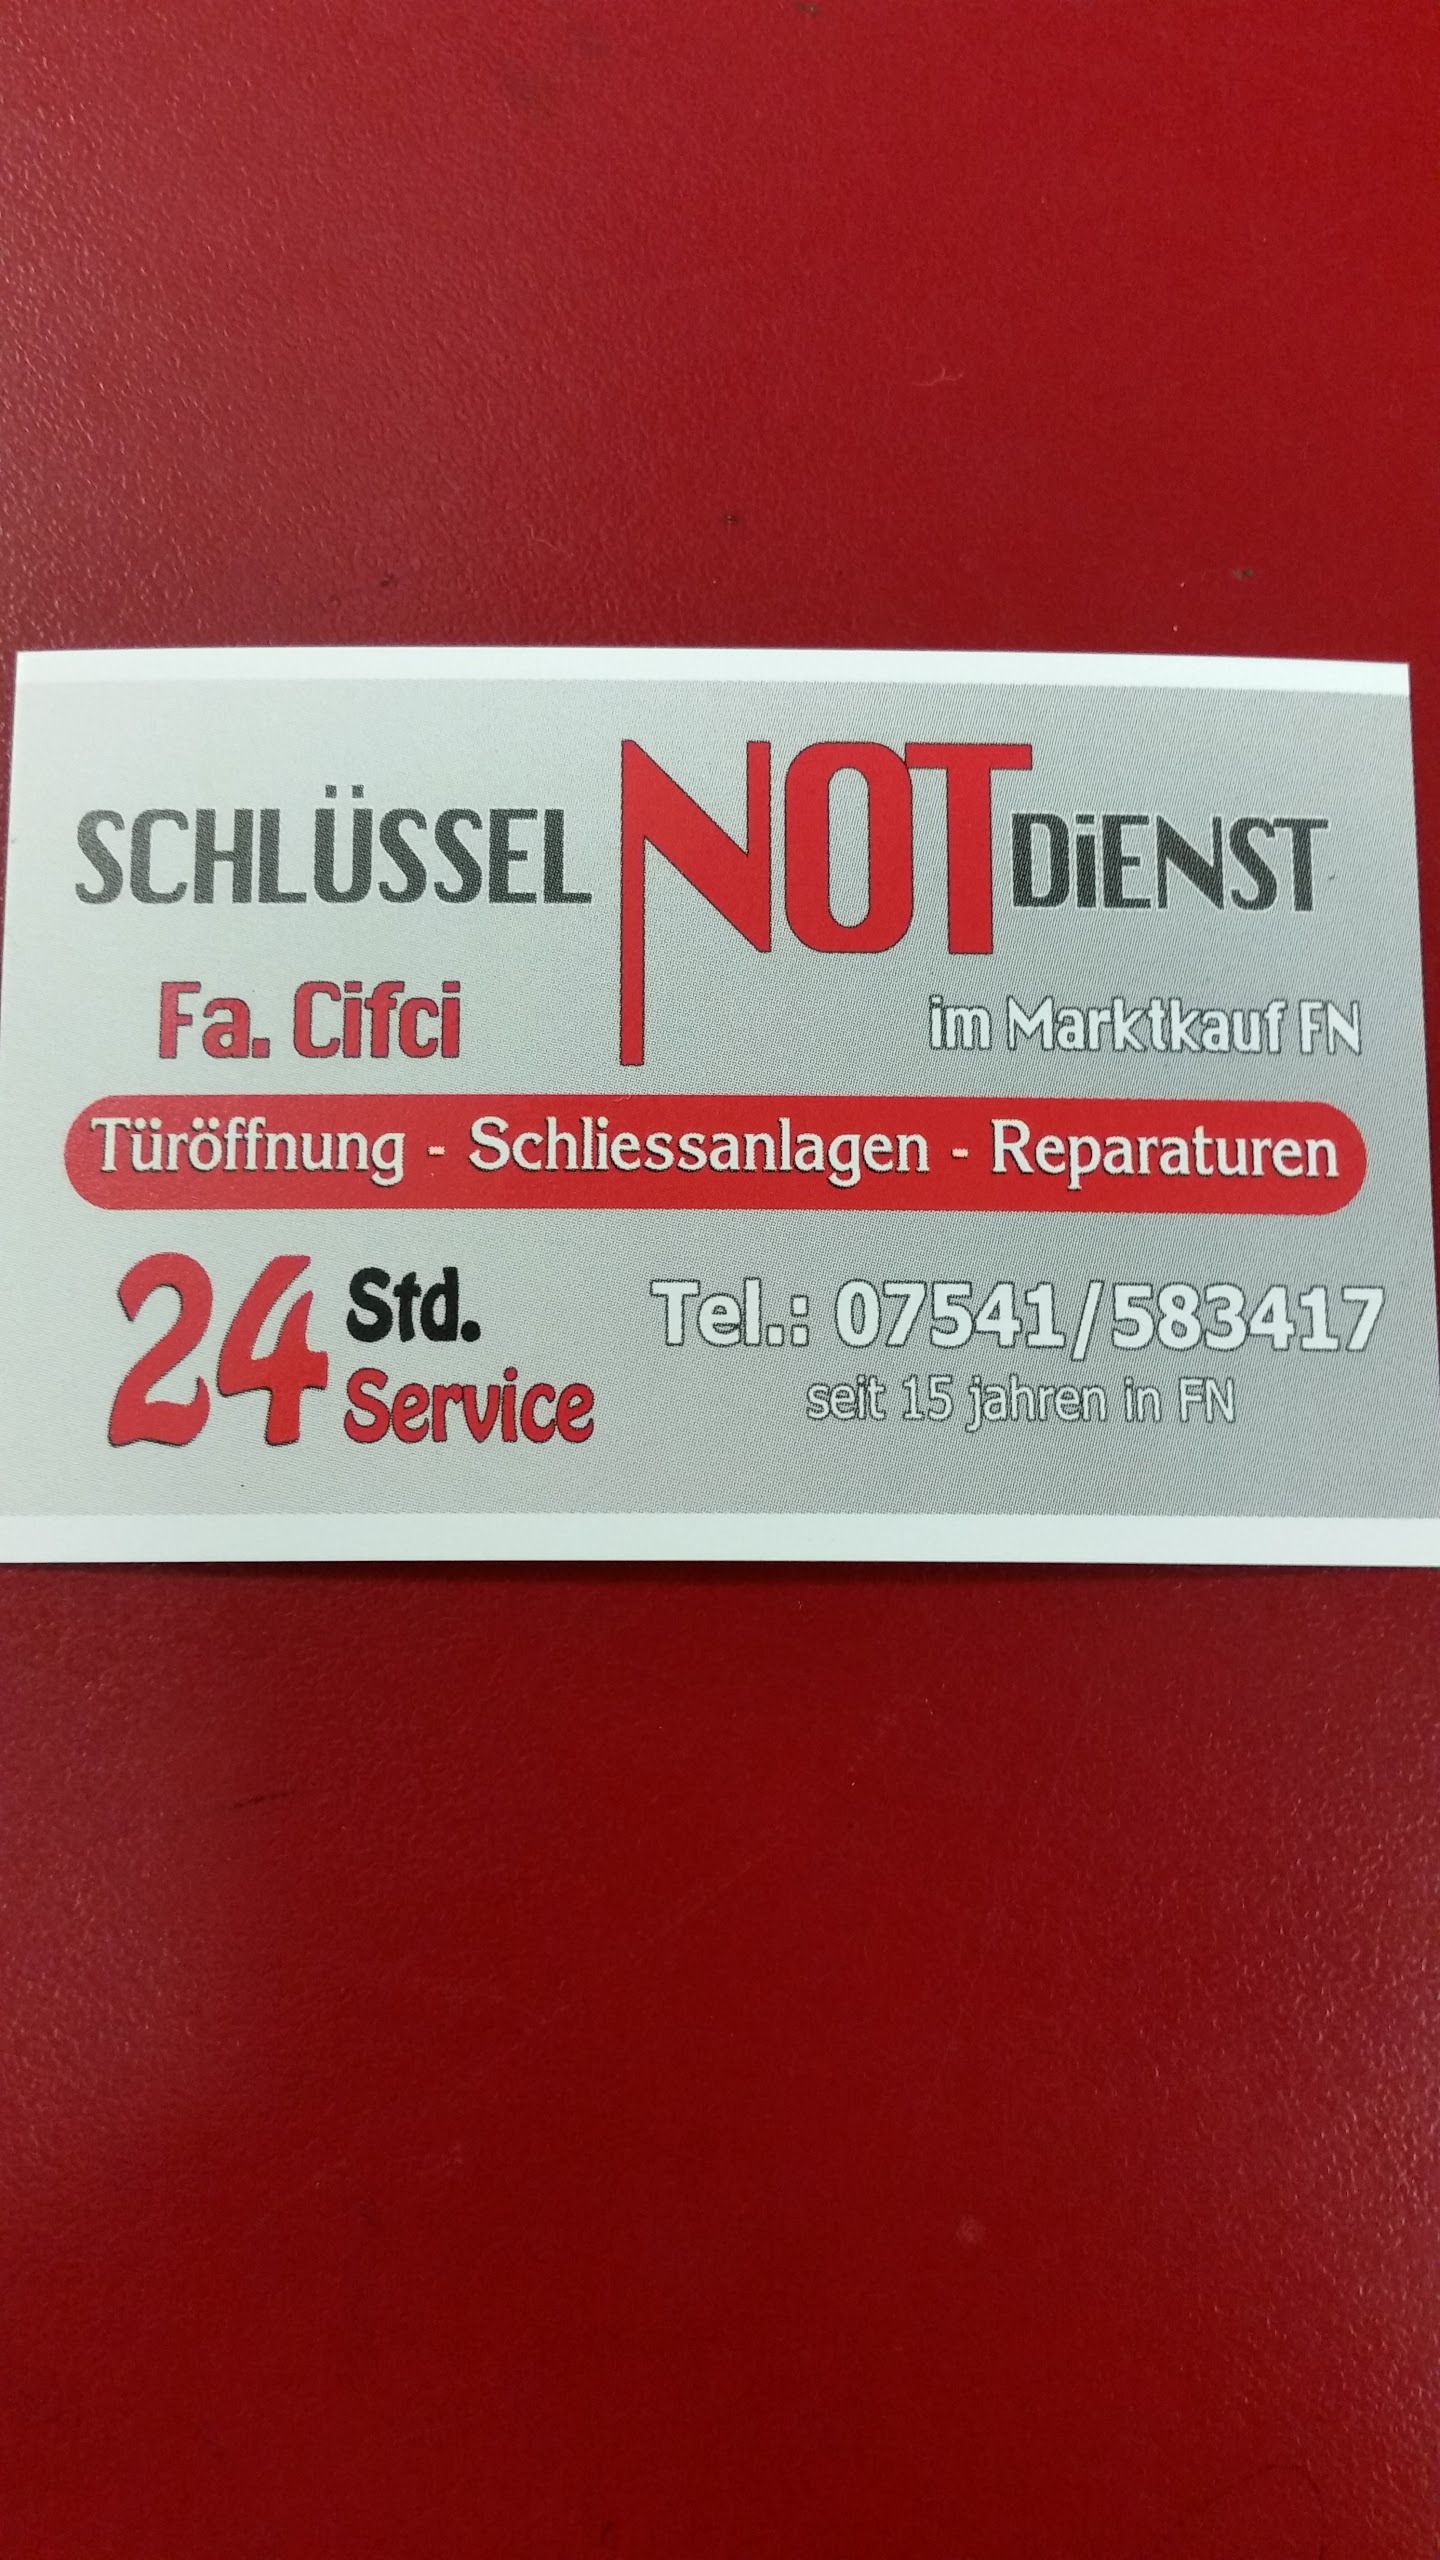 SCHLÜSSEL NOT DiENST
Fa. Cifci
im Marktkauf FN
Türöffnung - Schliessanlagen - Reparaturen
24 Std.
Service
Tel.: 07541/583417
seit 15 jahren in FN